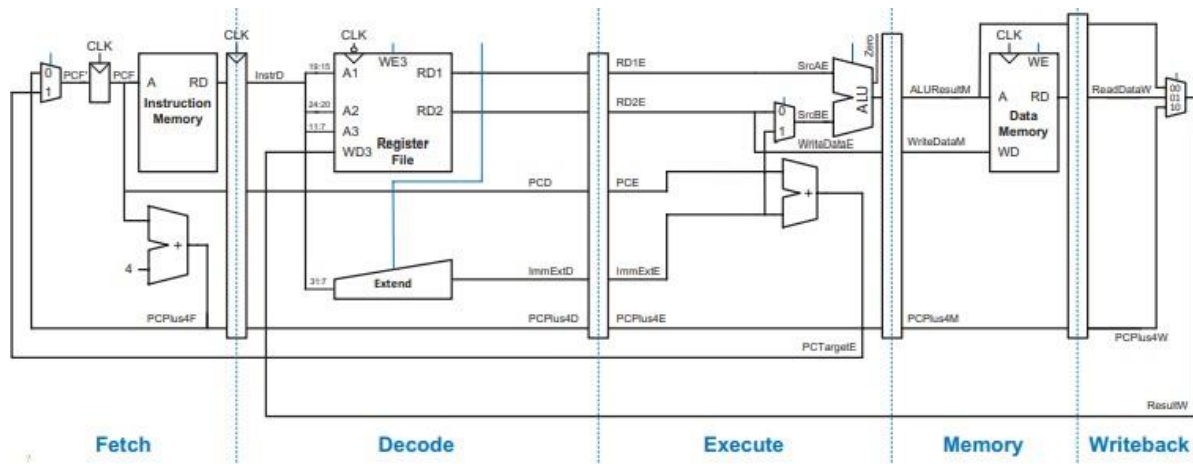 CLK
CLK
CLK
CLK
0
1
PCF'
PCF
A RD
Instruction
Memory
InstrD
19:15
24:20
11:7
A1
A2
A3
WD3
WE3
RD1
RD2
Register
File
RD1E
RD2E
SrcAE
0
1
SrcBE
ALU
Zero
WriteDataE
ALUResultM
WriteDataM
WE
A RD
Data
Memory
WD
ReadDataW
00
01
10
PCD
PCE
+
4
+
31:7
Extend
ImmExtD
ImmExtE
PCPlus4F
PCPlus4D
PCPlus4E
PCPlus4M
PCPlus4W
PCTargetE
ResultW
Fetch
Decode
Execute
Memory
Writeback